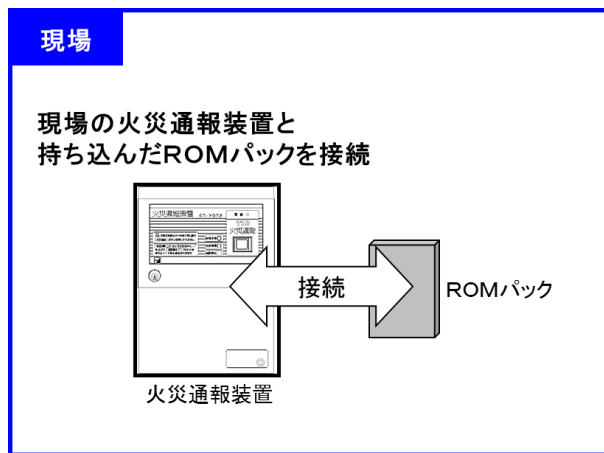 現場
現場の火災通報装置と
持ち込んだROMパックを接続
火災通報装置
火災通報
接続
ROMパック
火災通報装置